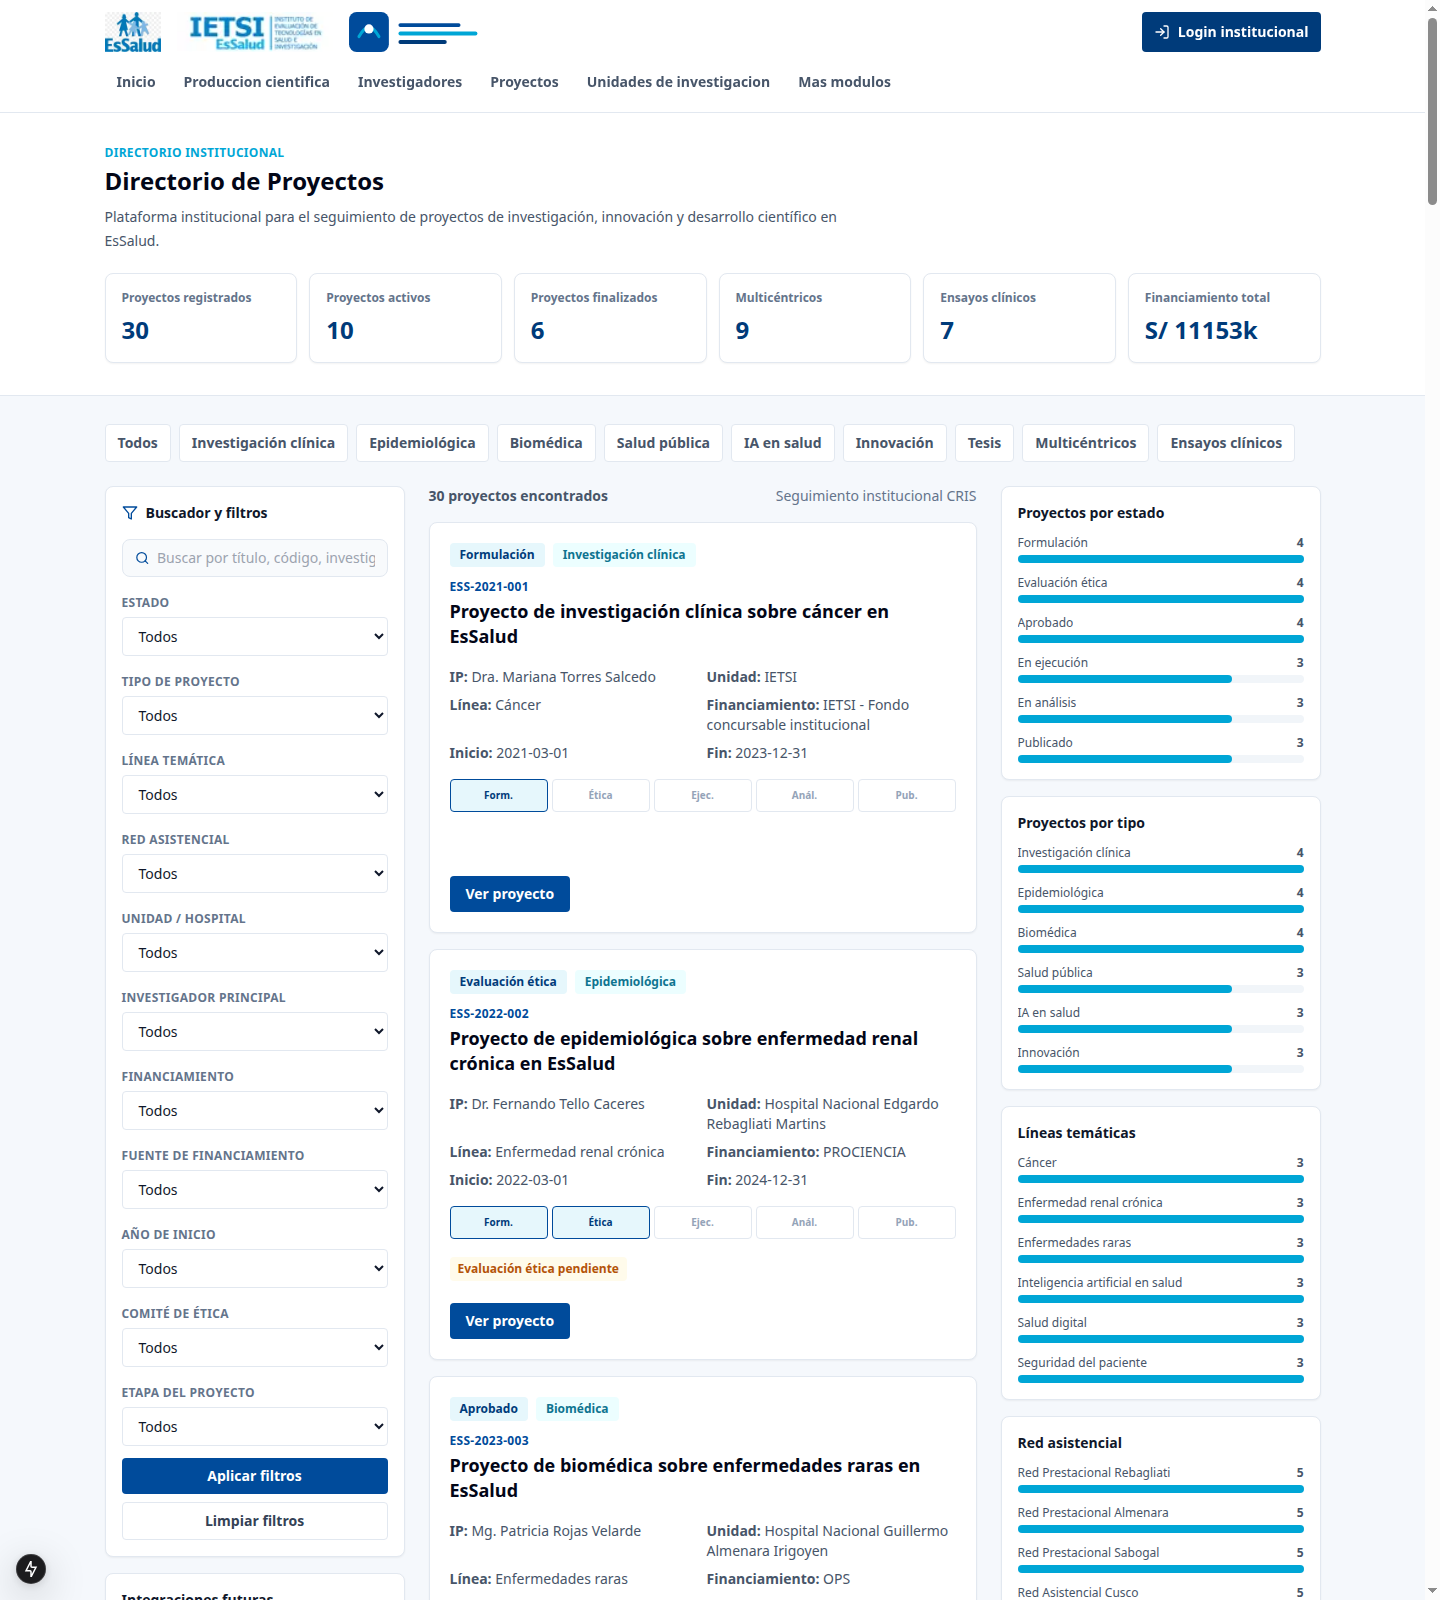 EsSalud
IETSI
EsSalud
INSTITUTO DE
EVALUACIÓN DE
TECNOLOGÍAS EN
SALUD E
INVESTIGACIÓN
Login institucional
Inicio
Produccion cientifica
Investigadores
Proyectos
Unidades de investigacion
Mas modulos
DIRECTORIO INSTITUCIONAL
Directorio de Proyectos
Plataforma institucional para el seguimiento de proyectos de investigación, innovación y desarrollo científico en
EsSalud.
Proyectos registrados
30
Proyectos activos
10
Proyectos finalizados
6
Multicéntricos
9
Ensayos clínicos
7
Financiamiento total
S/ 11153k
Todos
Investigación clínica
Epidemiológica
Biomédica
Salud pública
IA en salud
Innovación
Tesis
Multicéntricos
Ensayos clínicos
Buscador y filtros
Buscar por título, código, investig
ESTADO
Todos
TIPO DE PROYECTO
Todos
LÍNEA TEMÁTICA
Todos
RED ASISTENCIAL
Todos
UNIDAD / HOSPITAL
Todos
INVESTIGADOR PRINCIPAL
Todos
FINANCIAMIENTO
Todos
FUENTE DE FINANCIAMIENTO
Todos
AÑO DE INICIO
Todos
COMITÉ DE ÉTICA
Todos
ETAPA DEL PROYECTO
Todos
Aplicar filtros
Limpiar filtros
Integraciones futuras
30 proyectos encontrados
Seguimiento institucional CRIS
Formulación
Investigación clínica
ESS-2021-001
Proyecto de investigación clínica sobre cáncer en
EsSalud
IP: Dra. Mariana Torres Salcedo
Unidad: IETSI
Línea: Cáncer
Financiamiento: IETSI - Fondo
concursable institucional
Inicio: 2021-03-01
Fin: 2023-12-31
Form.
Ética
Ejec.
Anál.
Pub.
Ver proyecto
Evaluación ética
Epidemiológica
ESS-2022-002
Proyecto de epidemiológica sobre enfermedad renal
crónica en EsSalud
IP: Dr. Fernando Tello Caceres
Unidad: Hospital Nacional Edgardo
Rebagliati Martins
Línea: Enfermedad renal crónica
Financiamiento: PROCIENCIA
Inicio: 2022-03-01
Fin: 2024-12-31
Form.
Ética
Ejec.
Anál.
Pub.
Evaluación ética pendiente
Ver proyecto
Aprobado
Biomédica
ESS-2023-003
Proyecto de biomédica sobre enfermedades raras en
EsSalud
IP: Mg. Patricia Rojas Velarde
Unidad: Hospital Nacional Guillermo
Almenara Irigoyen
Línea: Enfermedades raras
Financiamiento: OPS
Proyectos por estado
Formulación 4
Evaluación ética 4
Aprobado 4
En ejecución 3
En análisis 3
Publicado 3
Proyectos por tipo
Investigación clínica 4
Epidemiológica 4
Biomédica 4
Salud pública 3
IA en salud 3
Innovación 3
Líneas temáticas
Cáncer 3
Enfermedad renal crónica 3
Enfermedades raras 3
Inteligencia artificial en salud 3
Salud digital 3
Seguridad del paciente 3
Red asistencial
Red Prestacional Rebagliati 5
Red Prestacional Almenara 5
Red Prestacional Sabogal 5
Red Asistencial Cusco 5